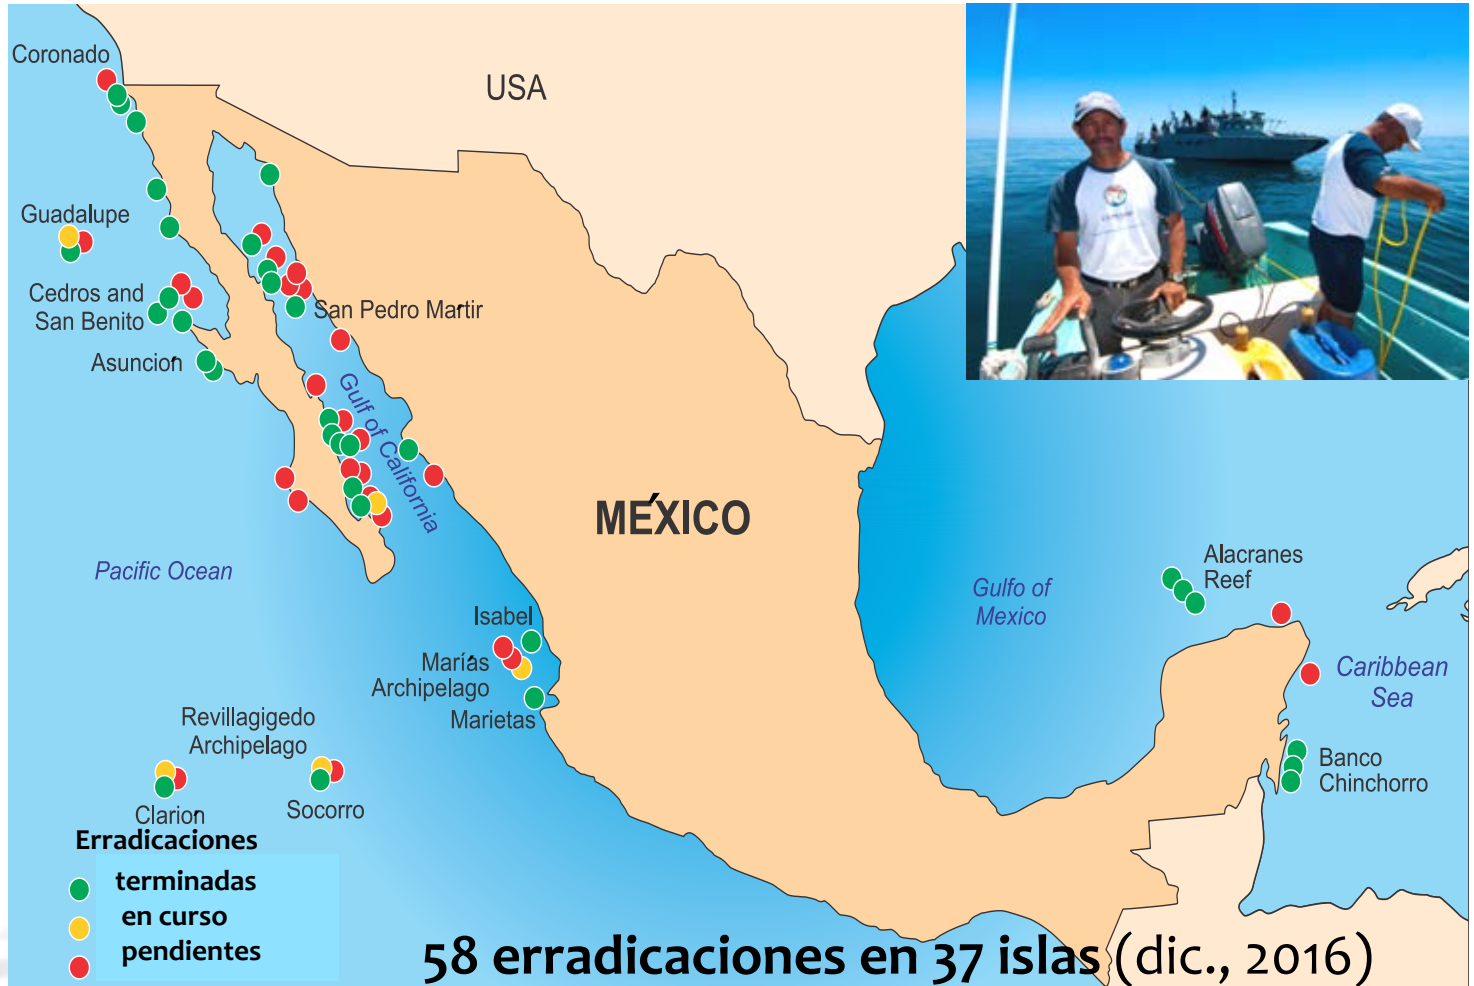 Coronado
USA
Guadalupe
Cedros and
San Benito
San Pedro Martir
Asuncion
Gulf of California
MÉXICO
Pacific Ocean
Alacranes
Reef
Gulfo of
Mexico
Isabel
Marías
Archipelago
Marietas
Caribbean
Sea
Revillagigedo
Archipelago
Banco
Chinchorro
Clarion
Socorro
Erradicaciones
terminadas
en curso
pendientes
58 erradicaciones en 37 islas (dic., 2016)